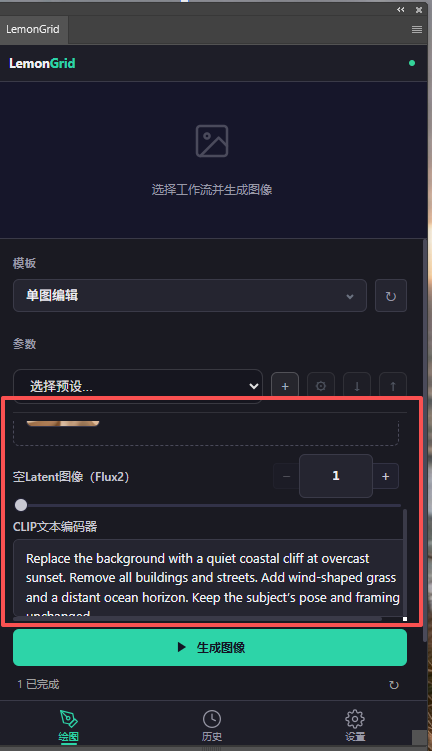 LemonGrid
LemonGrid
选择工作流并生成图像
模板
单图编辑
参数
选择预设...
空Latent图像（Flux2）
1
CLIP文本编码器
Replace the background with a quiet coastal cliff at overcast
sunset. Remove all buildings and streets. Add wind-shaped grass
and a distant ocean horizon. Keep the subject's pose and framing
unchanged
生成图像
1 已完成
绘图
历史
设置